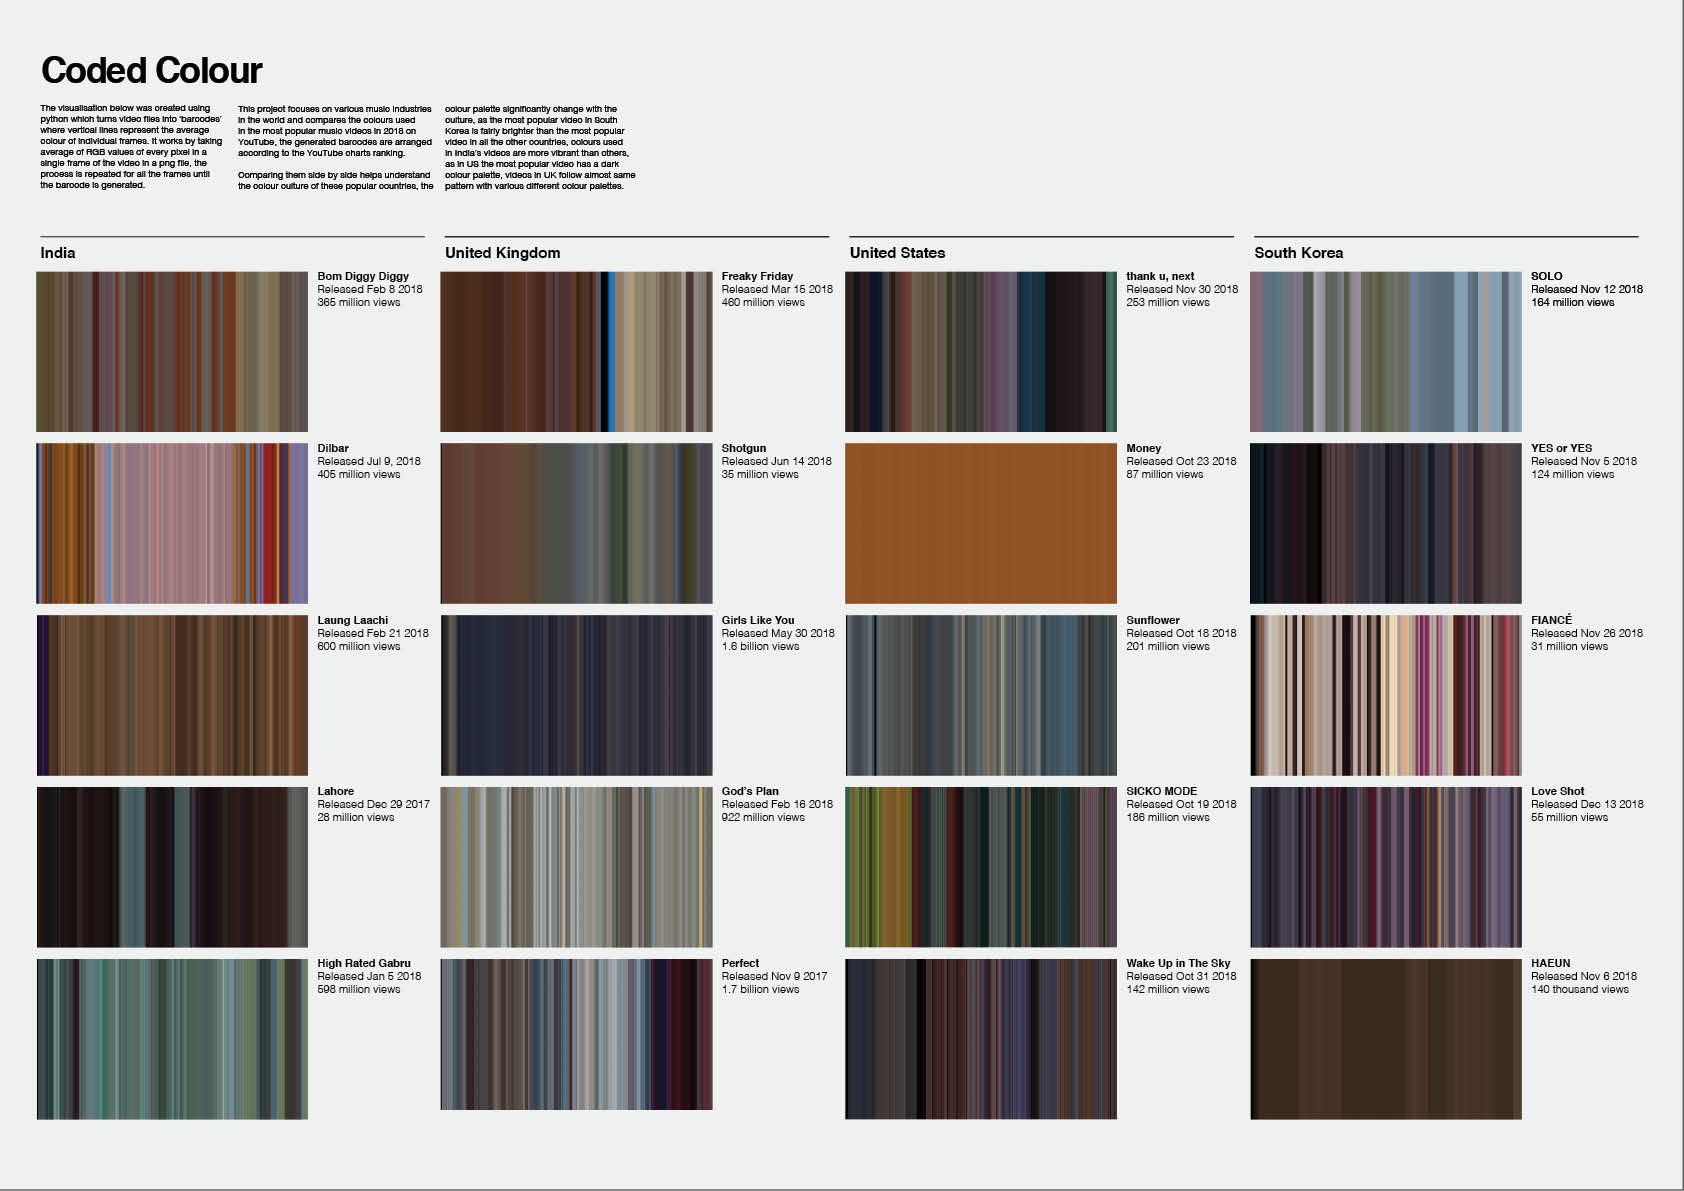 Coded Colour
The visualisation below was created using
python which turns video files into 'barcodes'
where vertical lines represent the average
colour of individual frames. It works by taking
average of RGB values of every pixel in a
single frame of the video in a png file, the
process is repeated for all the frames until
the barcode is generated.
This project focuses on various music industries
in the world and compares the colours used
in the most popular music videos in 2018 on
YouTube, the generated barcodes are arranged
according to the YouTube charts ranking.
Comparing them side by side helps understand
the colour culture of these popular countries, the
colour palette significantly change with the
culture, as the most popular video in South
Korea is fairly brighter than the most popular
video in all the other countries, colours used
in India's videos are more vibrant than others,
as in US the most popular video has a dark
colour palette, videos in UK follow almost same
pattern with various different colour palettes.
India
Bom Diggy Diggy
Released Feb 8 2018
365 million views
Dilbar
Released Jul 9, 2018
405 million views
Laung Laachi
Released Feb 21 2018
600 million views
Lahore
Released Dec 29 2017
28 million views
High Rated Gabru
Released Jan 5 2018
598 million views
United Kingdom
Freaky Friday
Released Mar 15 2018
460 million views
Shotgun
Released Jun 14 2018
35 million views
Girls Like You
Released May 30 2018
1.6 billion views
God's Plan
Released Feb 16 2018
922 million views
Perfect
Released Nov 9 2017
1.7 billion views
United States
thank u, next
Released Nov 30 2018
253 million views
Money
Released Oct 23 2018
87 million views
Sunflower
Released Oct 18 2018
201 million views
SICKO MODE
Released Oct 19 2018
186 million views
Wake Up in The Sky
Released Oct 31 2018
142 million views
South Korea
SOLO
Released Nov 12 2018
164 million views
YES or YES
Released Nov 5 2018
124 million views
FIANCÉ
Released Nov 26 2018
31 million views
Love Shot
Released Dec 13 2018
55 million views
HAEUN
Released Nov 6 2018
140 thousand views